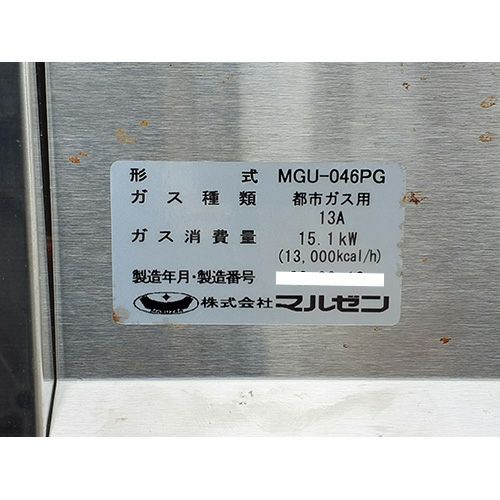 形式 MGU-046PG
ガス種類 都市ガス用
13A
ガス消費量 15.1kW
(13,000kcal/h)
製造年月・製造番号
MARUZEN 株式会社 マルゼン